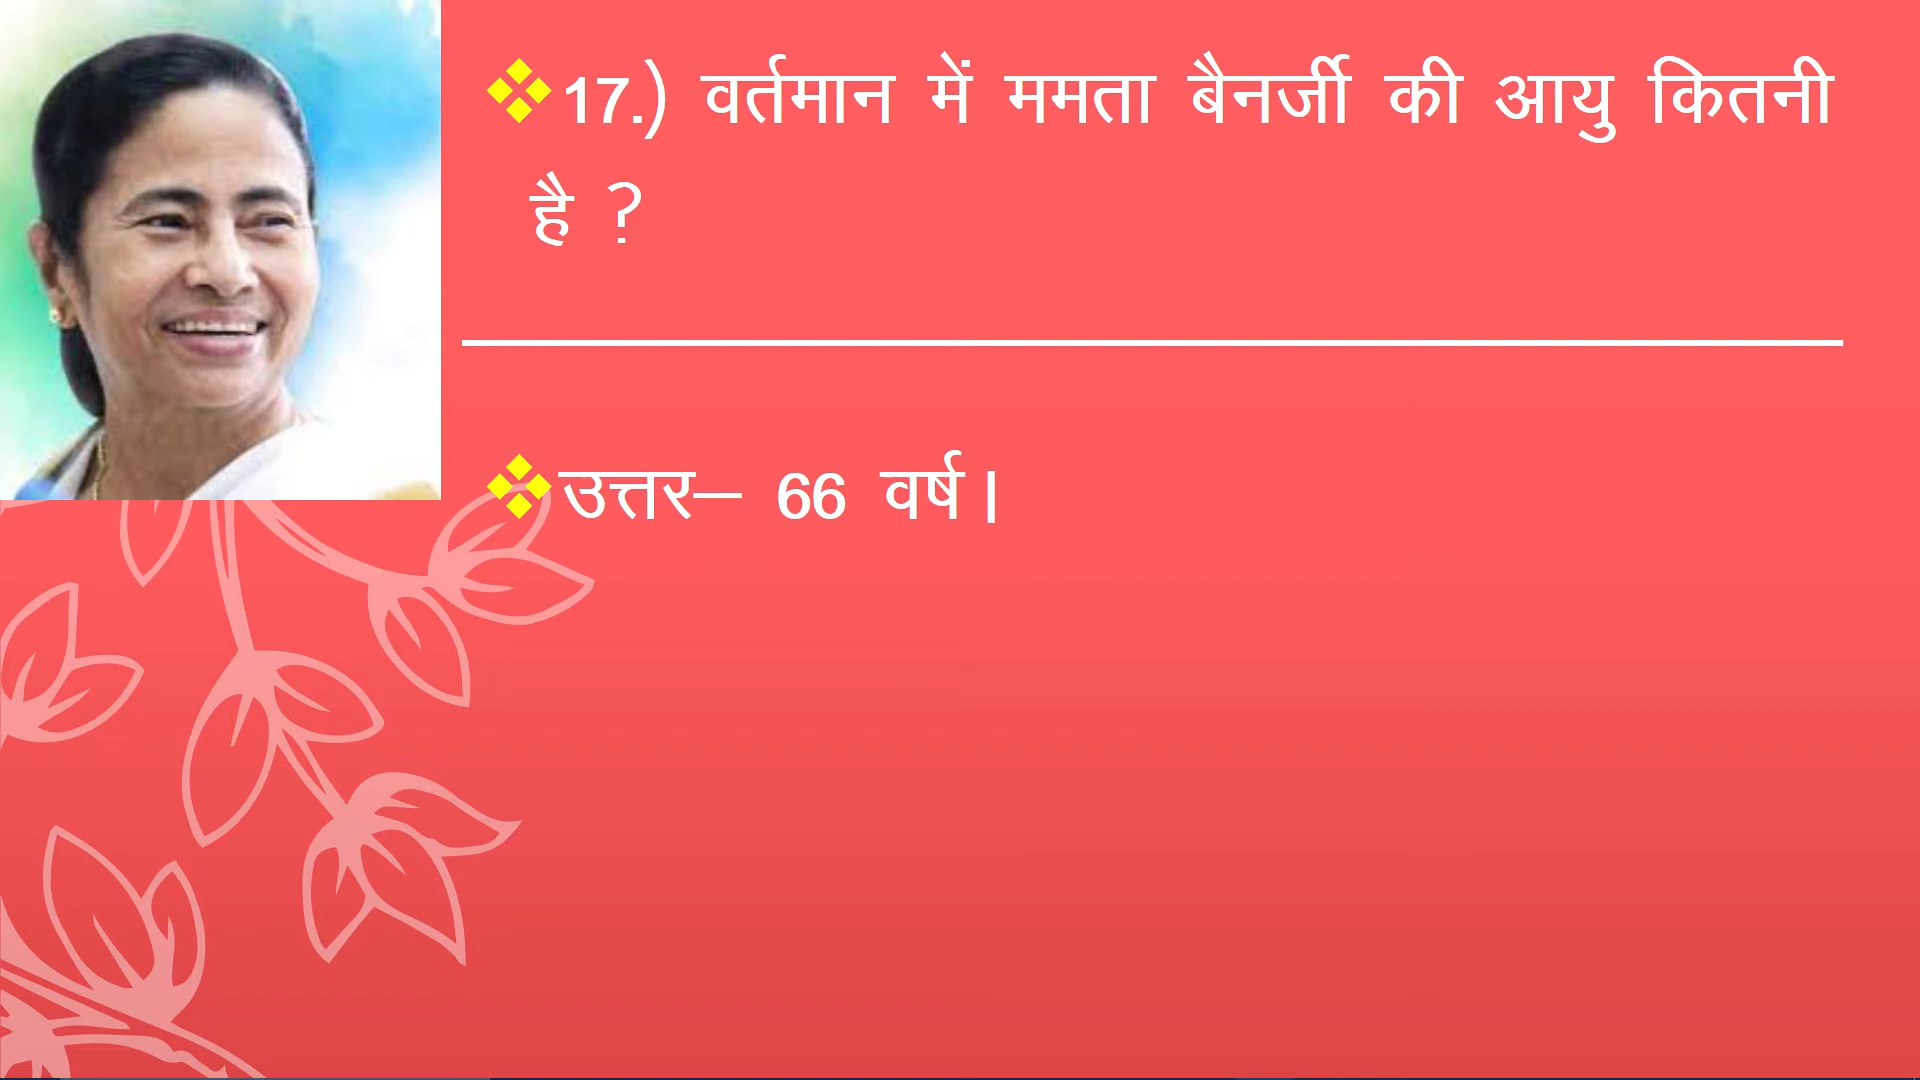 17.) वर्तमान में ममता बैनर्जी की आयु कितनी
है ?
उत्तर– 66 वर्ष।